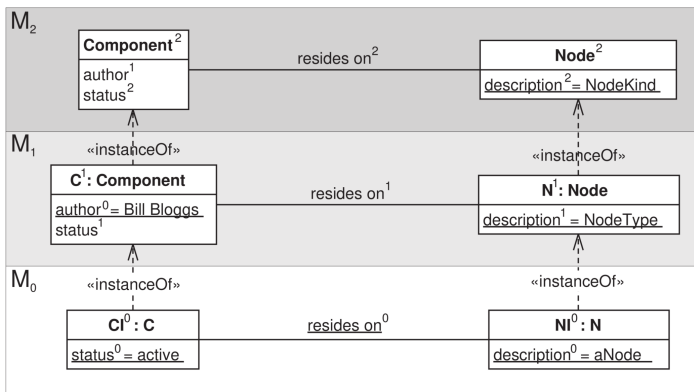 M₂
Component²
author¹
status²
resides on²
Node²
description²= NodeKind
M₁
«instanceOf»
«instanceOf»
C¹: Component
author⁰= Bill Bloggs
status¹
resides on¹
N¹: Node
description¹= NodeType
M₀
«instanceOf»
«instanceOf»
CI⁰: C
status⁰= active
resides on⁰
NI⁰: N
description⁰= aNode